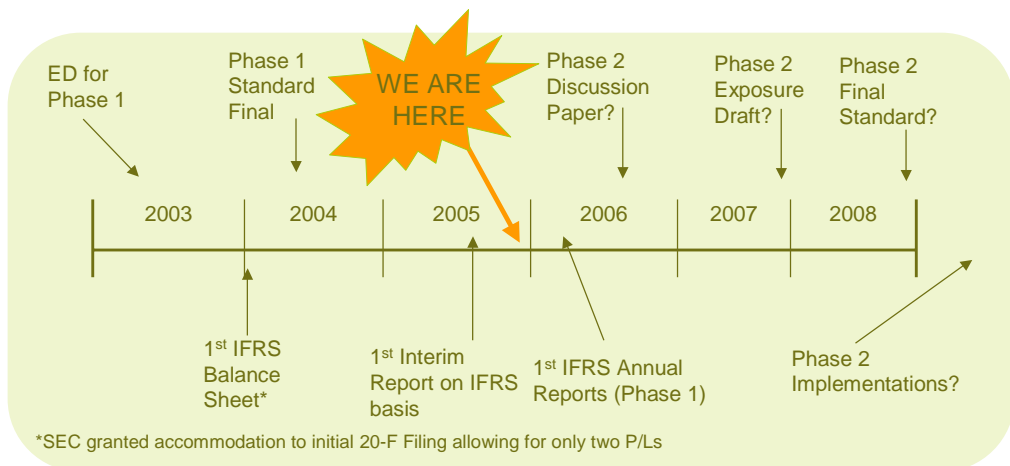 ED for
Phase 1
Phase 1
Standard
Final
WE ARE
HERE
Phase 2
Discussion
Paper?
Phase 2
Exposure
Draft?
Phase 2
Final
Standard?
2003
2004
2005
2006
2007
2008
1st IFRS
Balance
Sheet*
1st Interim
Report on IFRS
basis
1st IFRS Annual
Reports (Phase 1)
Phase 2
Implementations?
*SEC granted accommodation to initial 20-F Filing allowing for only two P/Ls